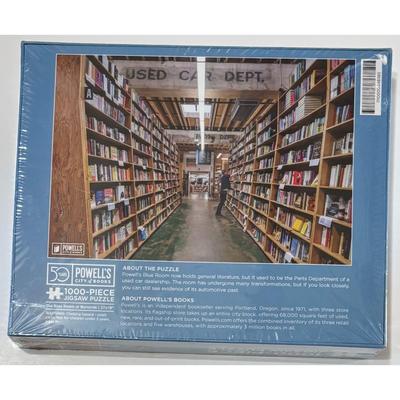 USED CAR DEPT.
A
POWELL'S
CITY OF BOOKS
50
POWELL'S
CITY OF BOOKS
1000-PIECE
JIGSAW PUZZLE
ABOUT THE PUZZLE
Powell's Blue Room now holds general literature, but it used to be the Parts Department of a
used car dealership. The room has undergone many transformations, but if you look closely,
you can still see evidence of its automotive past.
ABOUT POWELL'S BOOKS
Powell's is an independent bookseller serving Portland, Oregon, since 1971, with three store
locations. Its flagship store takes up an entire city block, offering 68,000 square feet of used,
new, rare, and out-of-print books. Powells.com offers the combined inventory of its three retail
locations and five warehouses, with approximately 3 million books in all.